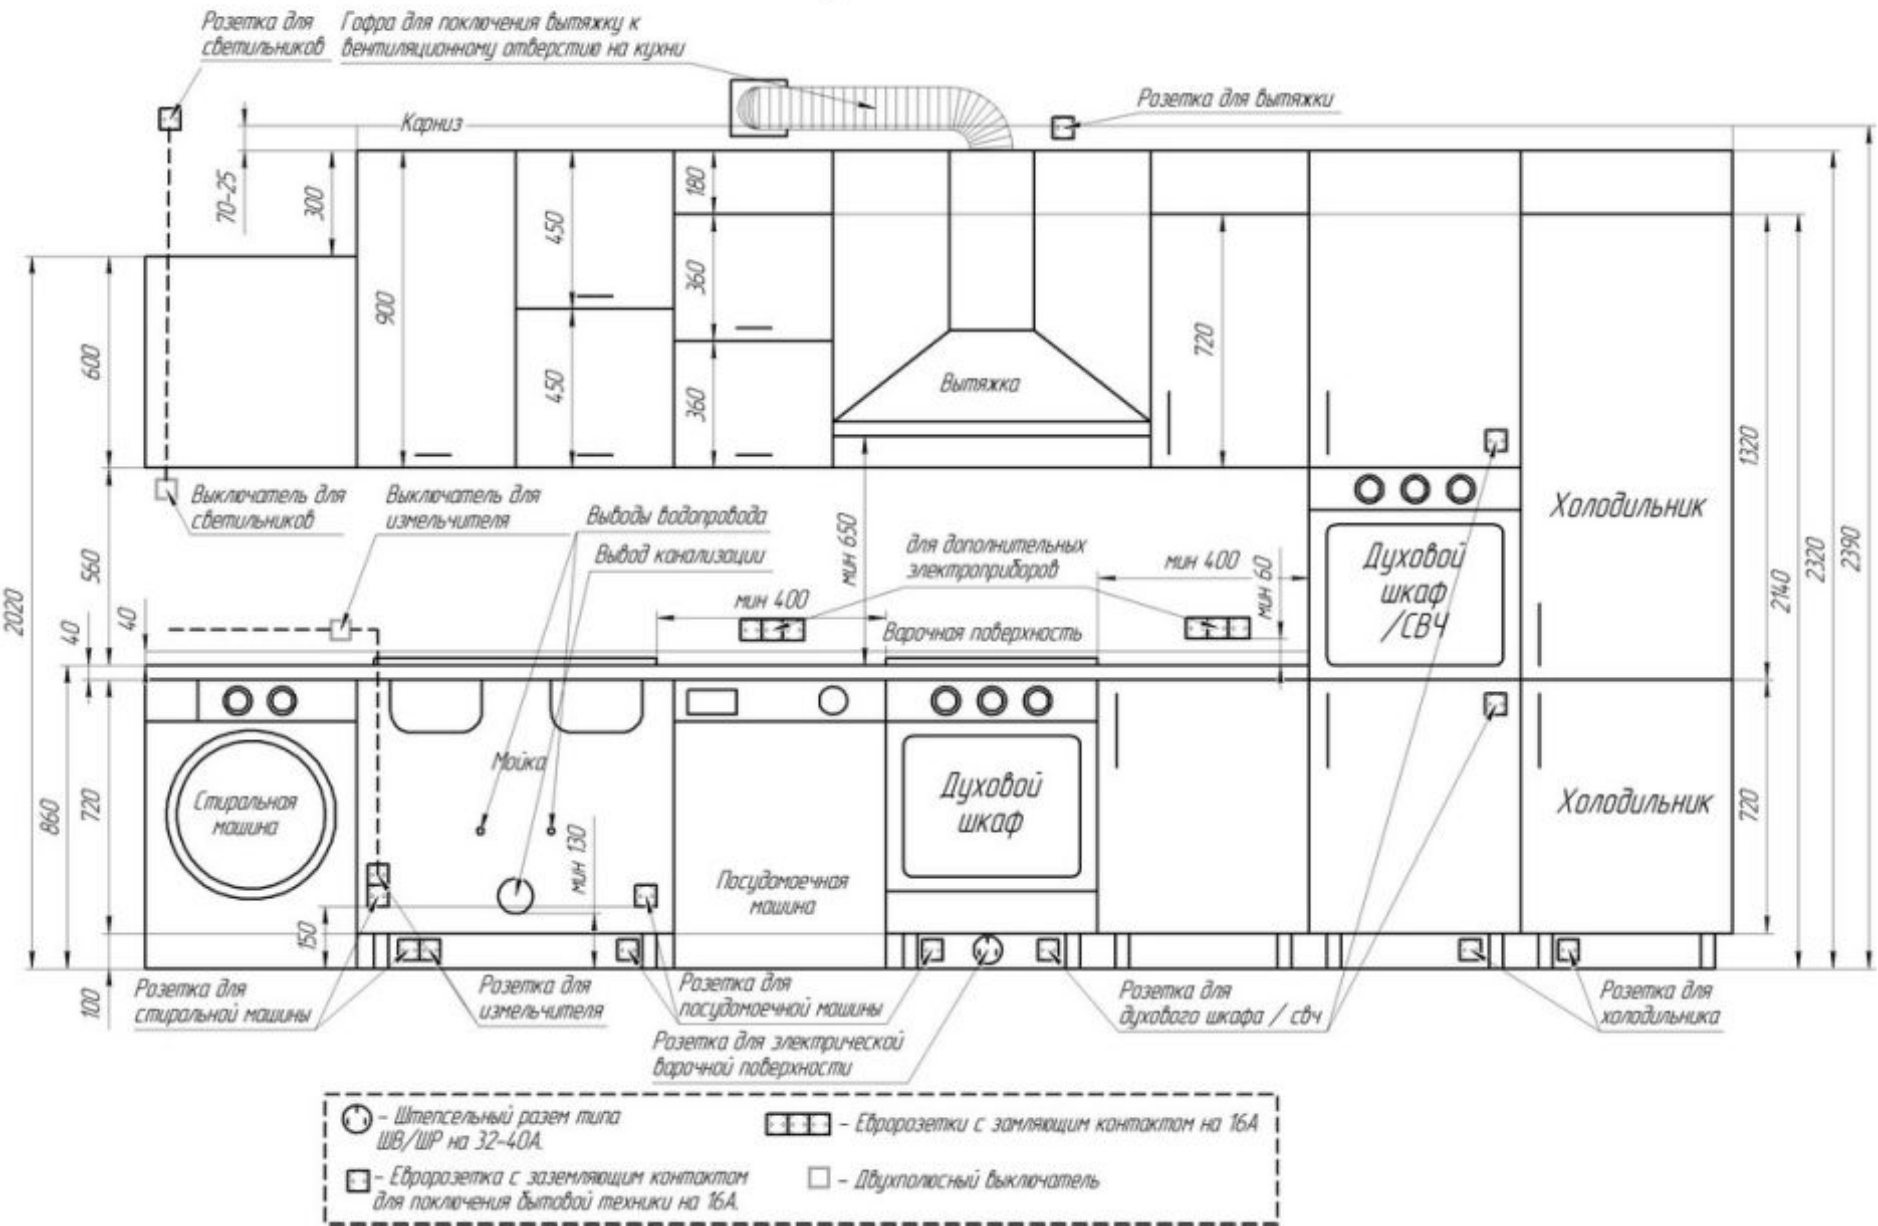 Розетка для
светильников
Гофра для поключения вытяжку к
вентиляционному отверстию на кухни
Розетка для вытяжки
Карниз
70-25
300
900
450
450
180
360
360
720
Вытяжка
2020
600
560
40
40
860
720
100
Выключатель для
светильников
Выключатель для
измельчителя
Выводы водопровода
Вывод канализации
мин 650
для дополнительных
электроприборов
мин 400
мин 400
мин 60
Варочная поверхность
Духовой
шкаф
/СВЧ
Холодильник
1320
2140
2320
2390
Стиральная
машина
Мойка
мин 130
150
Посудомоечная
машина
Духовой
шкаф
Холодильник
720
Розетка для
стиральной машины
Розетка для
измельчителя
Розетка для
посудомоечной машины
Розетка для электрической
варочной поверхности
Розетка для
духового шкафа / свч
Розетка для
холодильника
- Штепсельный разем типа
ШВ/ШР на 32-40А.
- Евророзетки с замляющим контактом на 16А
- Евророзетка с заземляющим контактом
для поключения бытовой техники на 16А.
- Двухполюсный выключатель